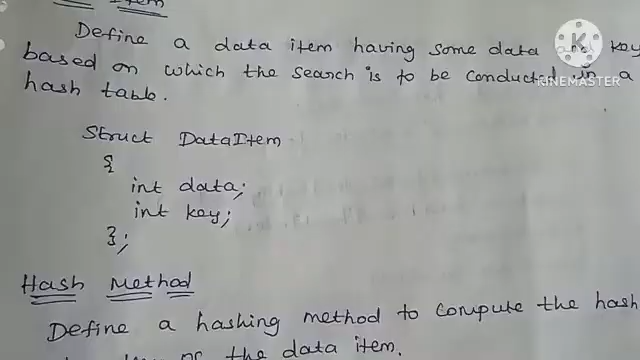 Item
Define a data item having some data and key
based on which the search is to be conducted in a
hash table.
Struct DataItem
{
int data;
int key;
};
Hash Method
Define a hashing method to compute the hash
of the data item.
KINEMASTER